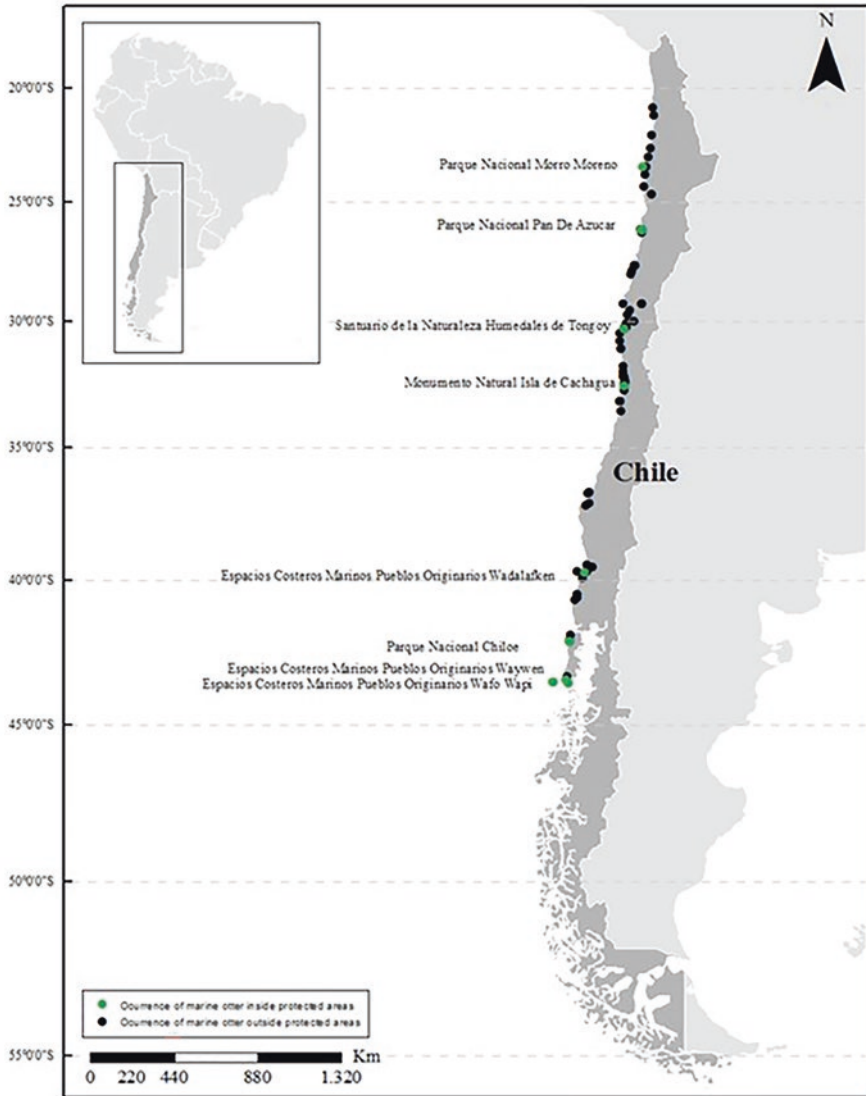 N
20°0'0"S
Parque Nacional Morro Moreno
25°0'0"S
Parque Nacional Pan De Azucar
30°0'0"S
Santuario de la Naturaleza Humedales de Tongoy
Monumento Natural Isla de Cachagua
35°0'0"S
Chile
Espacios Costeros Marinos Pueblos Originarios Wadalafken
40°0'0"S
Parque Nacional Chiloe
Espacios Costeros Marinos Pueblos Originarios Waywen
Espacios Costeros Marinos Pueblos Originarios Wafo Wapi
45°0'0"S
50°0'0"S
Ocurrence of marine otter inside protected areas
Ocurrence of marine otter outside protected areas
55°0'0"S
Km
0 220 440 880 1.320